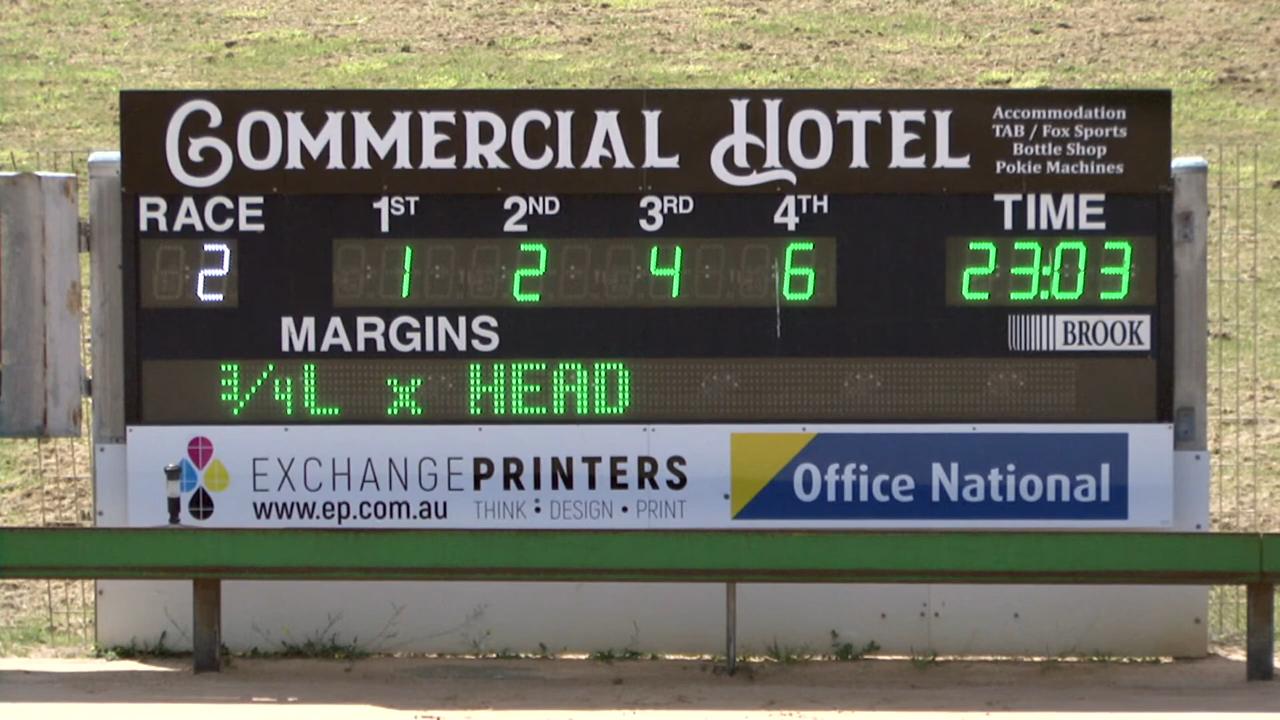 COMMERCIAL HOTEL
Accommodation
TAB / Fox Sports
Bottle Shop
Pokie Machines
RACE 1ST 2ND 3RD 4TH TIME
2 1 2 4 6 23:03
MARGINS
BROOK
3/4L x HEAD
EXCHANGEPRINTERS
www.ep.com.au THINK : DESIGN • PRINT
Office National